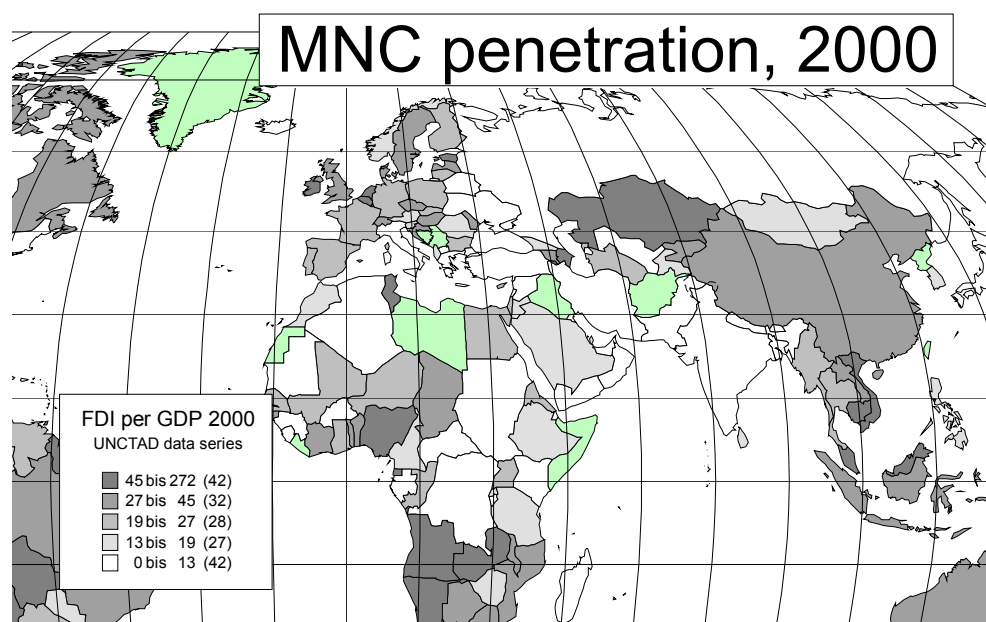 MNC penetration, 2000
FDI per GDP 2000
UNCTAD data series
45 bis 272 (42)
27 bis 45 (32)
19 bis 27 (28)
13 bis 19 (27)
0 bis 13 (42)